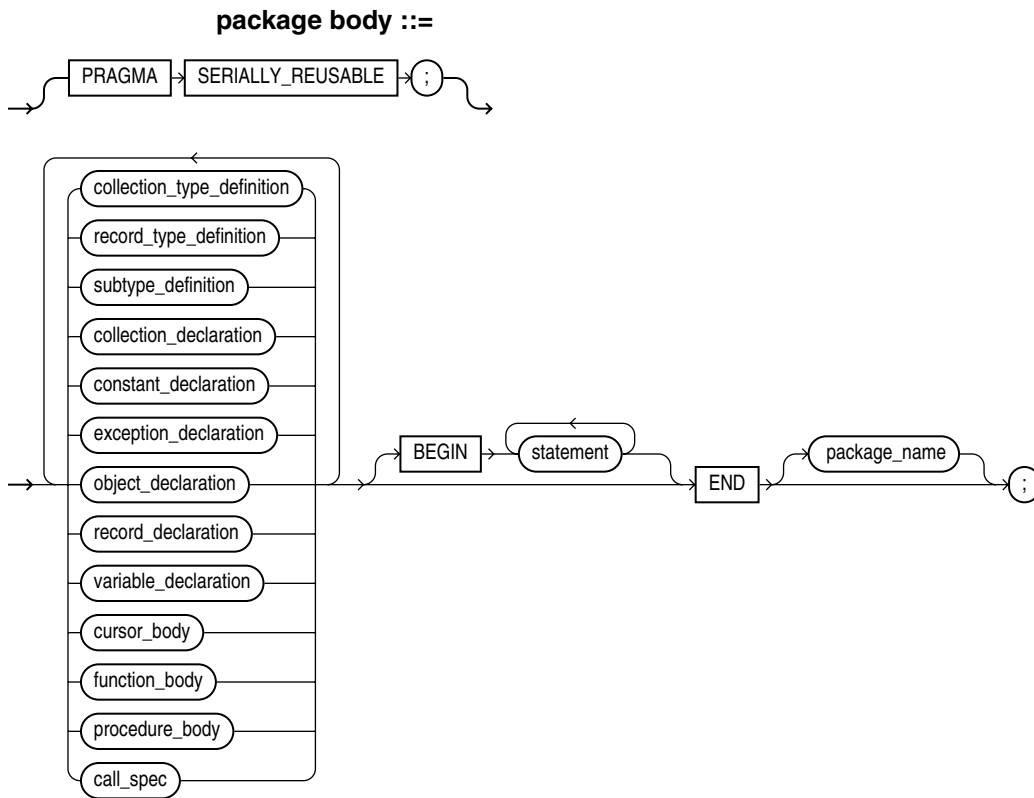 package body ::=
PRAGMA SERIALLY_REUSABLE ;
collection_type_definition
record_type_definition
subtype_definition
collection_declaration
constant_declaration
exception_declaration
BEGIN statement package_name
object_declaration END ;
record_declaration
variable_declaration
cursor_body
function_body
procedure_body
call_spec